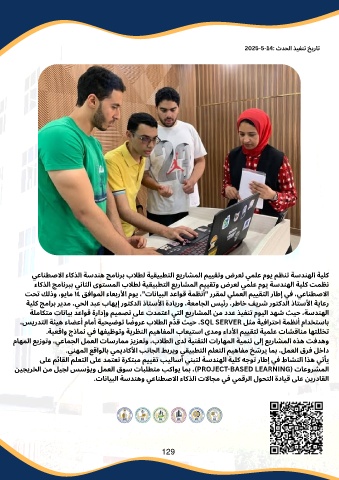 تاريخ تنفيذ الحدث :14-5-2025
كلية الهندسة تنظم يوم علمي لعرض وتقييم المشاريع التطبيقية لطلاب برنامج هندسة الذكاء الاصطناعي
نظمت كلية الهندسة يوم علمي لعرض وتقييم المشاريع التطبيقية لطلاب المستوى الثاني ببرنامج الذكاء
الاصطناعي، في إطار التقييم العملي لمقرر "أنظمة قواعد البيانات"، يوم الأربعاء الموافق ١٤ مايو، وذلك تحت
رعاية الأستاذ الدكتور شريف خاطر، رئيس الجامعة، وريادة الأستاذ الدكتور إيهاب عبد الحي، مدير برامج كلية
الهندسة، حيث شهد اليوم تنفيذ عدد من المشاريع التي اعتمدت على تصميم وإدارة قواعد بيانات متكاملة
باستخدام أنظمة احترافية مثل SQL SERVER، حيث قدّم الطلاب عروضًا توضيحية أمام أعضاء هيئة التدريس،
تخللتها مناقشات علمية لتقييم الأداء ومدى استيعاب المفاهيم النظرية وتوظيفها في نماذج واقعية.
وهدفت هذه المشاريع إلى تنمية المهارات التقنية لدى الطلاب، وتعزيز ممارسات العمل الجماعي، وتوزيع المهام
داخل فرق العمل، بما يرسّخ مفاهيم التعلم التطبيقي ويربط الجانب الأكاديمي بالواقع المهني.
يأتي هذا النشاط في إطار توجه كلية الهندسة لتبني أساليب تقييم مبتكرة تعتمد على التعلم القائم على
المشروعات (PROJECT-BASED LEARNING)، بما يواكب متطلبات سوق العمل ويؤسس لجيل من الخريجين
القادرين على قيادة التحول الرقمي في مجالات الذكاء الاصطناعي وهندسة البيانات.
129